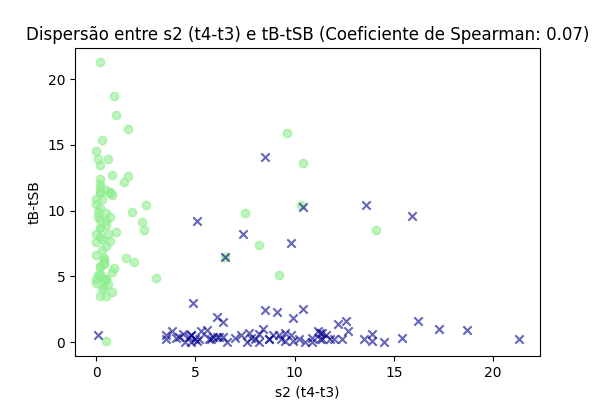 Dispersão entre s2 (t4-t3) e tB-tSB (Coeficiente de Spearman: 0.07)
20
15
10
5
0
tB-tSB
0 5 10 15 20
s2 (t4-t3)